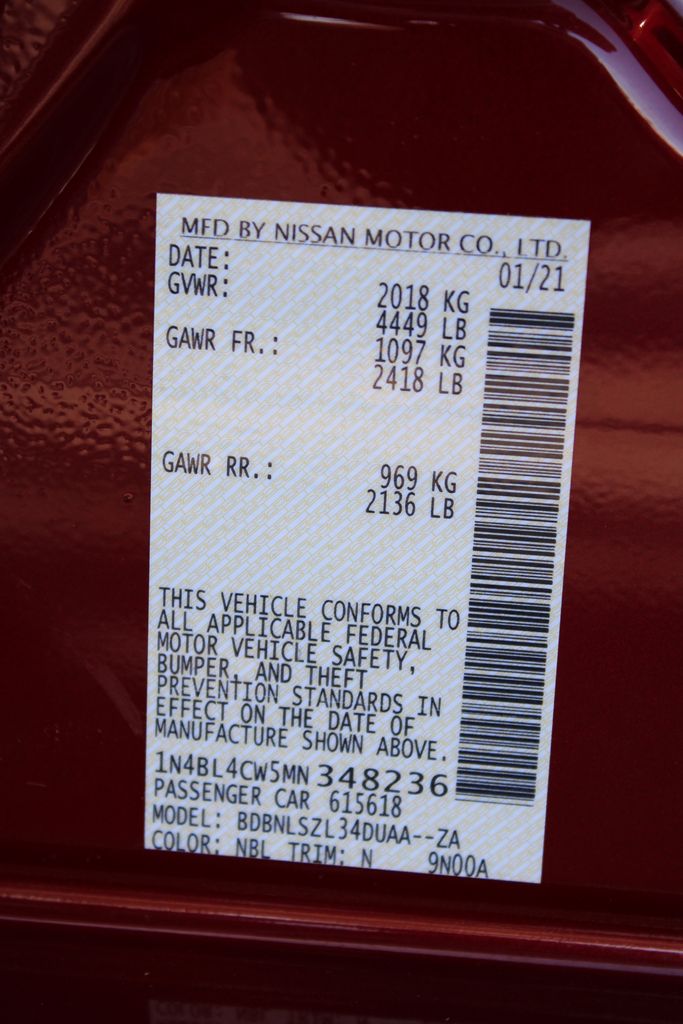 MFD BY NISSAN MOTOR CO., LTD.
DATE: 01/21
GVWR: 2018 KG
4449 LB
GAWR FR.: 1097 KG
2418 LB
GAWR RR.: 969 KG
2136 LB
THIS VEHICLE CONFORMS TO
ALL APPLICABLE FEDERAL
MOTOR VEHICLE SAFETY,
BUMPER, AND THEFT
PREVENTION STANDARDS IN
EFFECT ON THE DATE OF
MANUFACTURE SHOWN ABOVE.
1N4BL4CW5MN348236
PASSENGER CAR 615618
MODEL: BDBNLSZL34DUAA--ZA
COLOR: NBL TRIM: N 9N00A